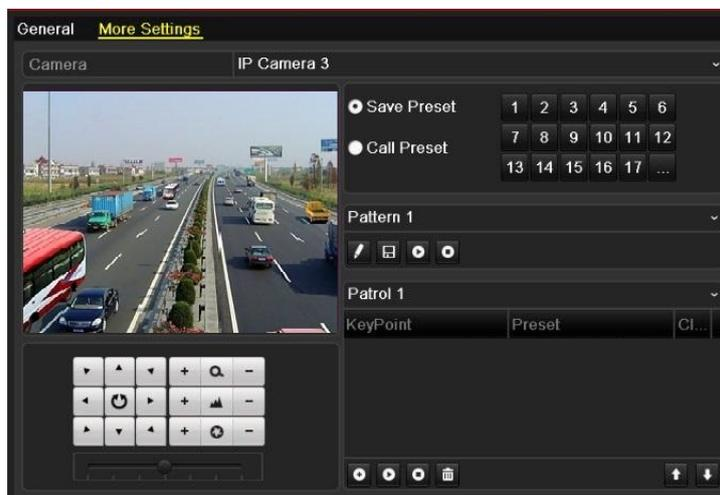 General More Settings
Camera IP Camera 3
Save Preset 1 2 3 4 5 6
Call Preset 7 8 9 10 11 12
13 14 15 16 17 ...
Pattern 1
Patrol 1
KeyPoint Preset Cl...